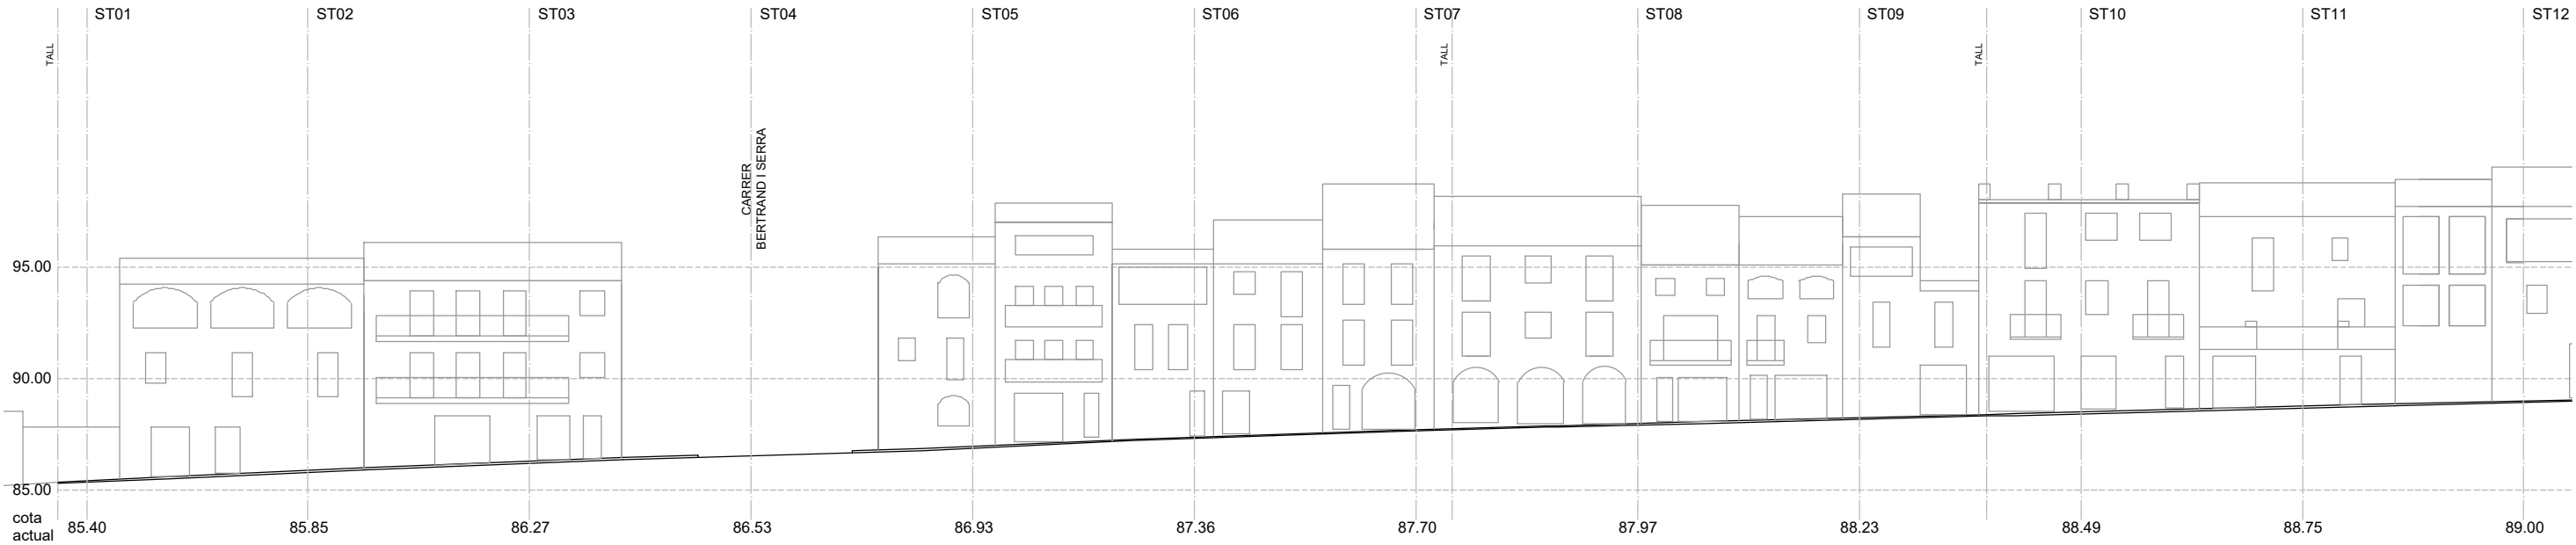 ST01 ST02 ST03 ST04 ST05 ST06 ST07 ST08 ST09 ST10 ST11 ST12
TALL
TALL
TALL
CARRER
BERTRAND I SERRA
95.00
90.00
85.00
cota
actual
85.40 85.85 86.27 86.53 86.93 87.36 87.70 87.97 88.23 88.49 88.75 89.00